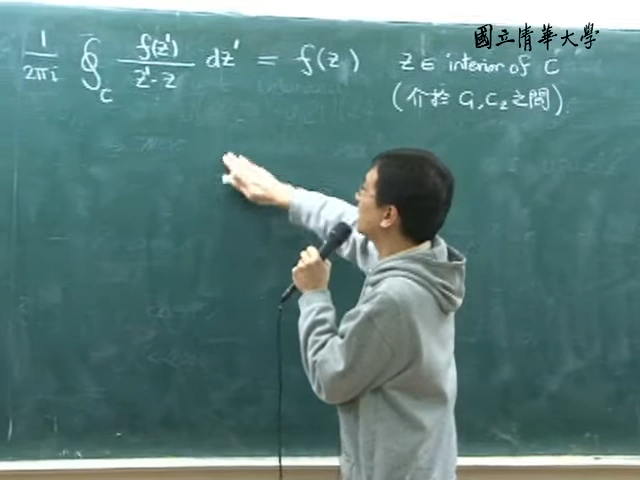 國立清華大學
1/2πi ∮_C f(z')/z'-z dz' = f(z) z ∈ interior of C
(介於 C₁, C₂ 之間)